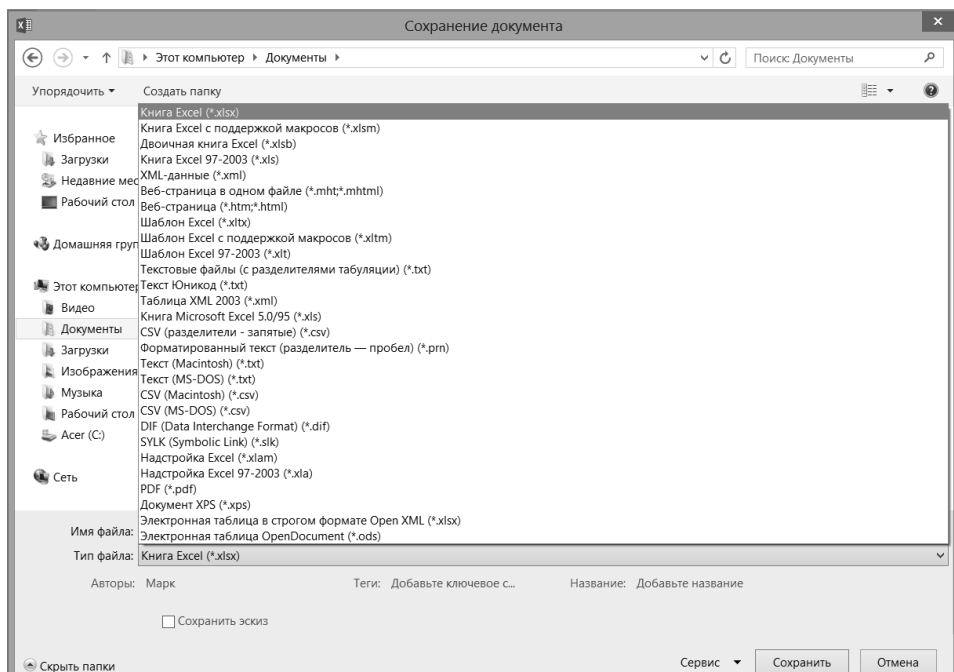 Сохранение документа
Этот компьютер Документы
Поиск: Документы
Упорядочить Создать папку
Избранное
Загрузки
Недавние мес
Рабочий стол
Домашняя груп
Этот компьютер
Видео
Документы
Загрузки
Изображения
Музыка
Рабочий стол
Acer (C:)
Сеть
Книга Excel (*.xlsx)
Книга Excel с поддержкой макросов (*.xlsm)
Двоичная книга Excel (*.xlsb)
Книга Excel 97-2003 (*.xls)
XML-данные (*.xml)
Веб-страница в одном файле (*.mht;*.mhtml)
Веб-страница (*.htm;*.html)
Шаблон Excel (*.xltx)
Шаблон Excel с поддержкой макросов (*.xltm)
Шаблон Excel 97-2003 (*.xlt)
Текстовые файлы (с разделителями табуляции) (*.txt)
Текст Юникод (*.txt)
Таблица XML 2003 (*.xml)
Книга Microsoft Excel 5.0/95 (*.xls)
CSV (разделители - запятые) (*.csv)
Форматированный текст (разделитель — пробел) (*.prn)
Текст (Macintosh) (*.txt)
Текст (MS-DOS) (*.txt)
CSV (Macintosh) (*.csv)
CSV (MS-DOS) (*.csv)
DIF (Data Interchange Format) (*.dif)
SYLK (Symbolic Link) (*.slk)
Надстройка Excel (*.xlam)
Надстройка Excel 97-2003 (*.xla)
PDF (*.pdf)
Документ XPS (*.xps)
Электронная таблица в строгом формате Open XML (*.xlsx)
Электронная таблица OpenDocument (*.ods)
Имя файла:
Тип файла: Книга Excel (*.xlsx)
Авторы: Марк Теги: Добавьте ключевое с... Название: Добавьте название
Сохранить эскиз
Скрыть папки Сервис Сохранить Отмена